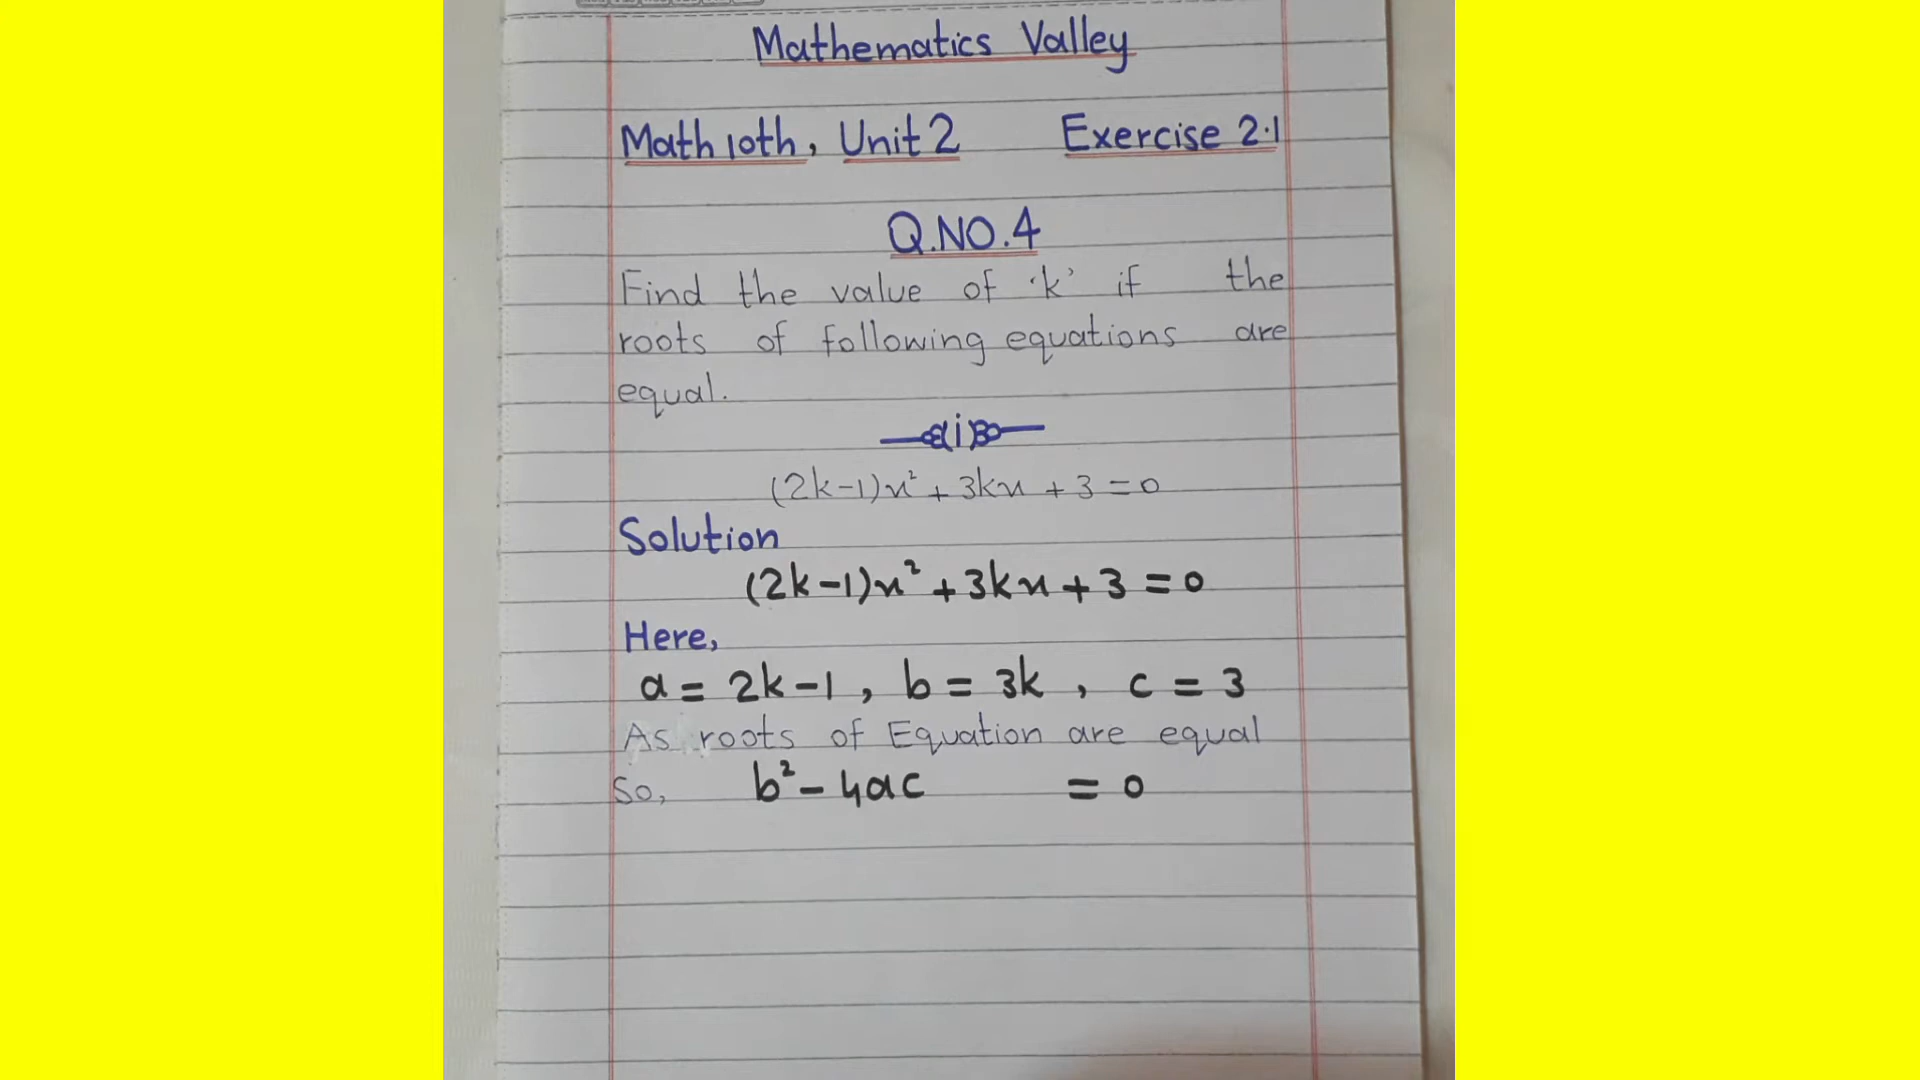 Mathematics Valley
Math 10th, Unit 2 Exercise 2.1
Q.NO.4
Find the value of 'k' if the
roots of following equations are
equal.
(i)
(2k-1)x² + 3kx + 3 = 0
Solution
(2k-1)x² + 3kx + 3 = 0
Here,
a = 2k-1, b = 3k, c = 3
As roots of Equation are equal
So, b² - 4ac = 0